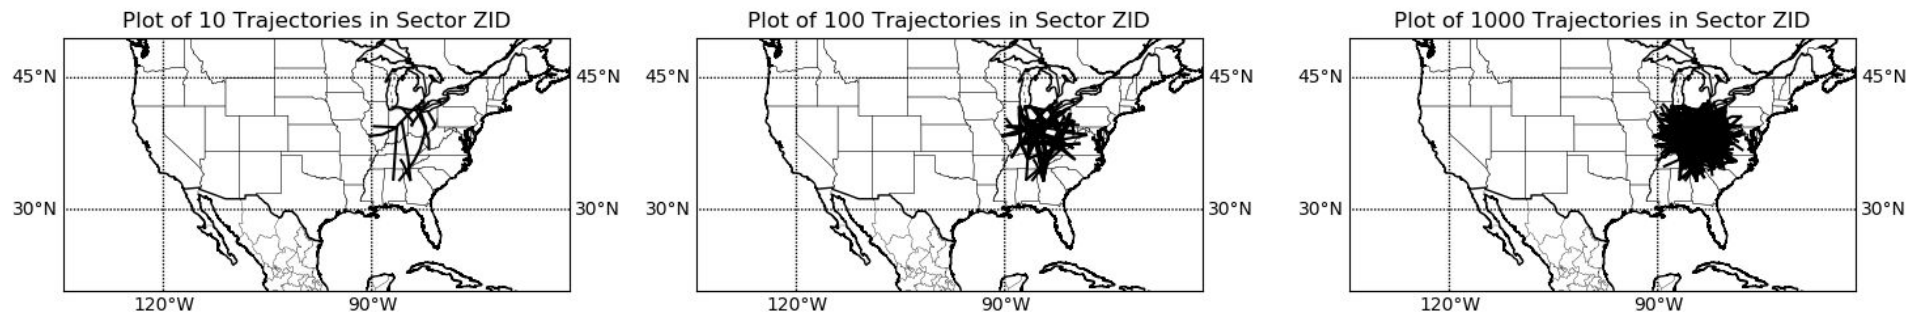 Plot of 10 Trajectories in Sector ZID
45°N 45°N
30°N 30°N
120°W 90°W
Plot of 100 Trajectories in Sector ZID
45°N 45°N
30°N 30°N
120°W 90°W
Plot of 1000 Trajectories in Sector ZID
45°N 45°N
30°N 30°N
120°W 90°W